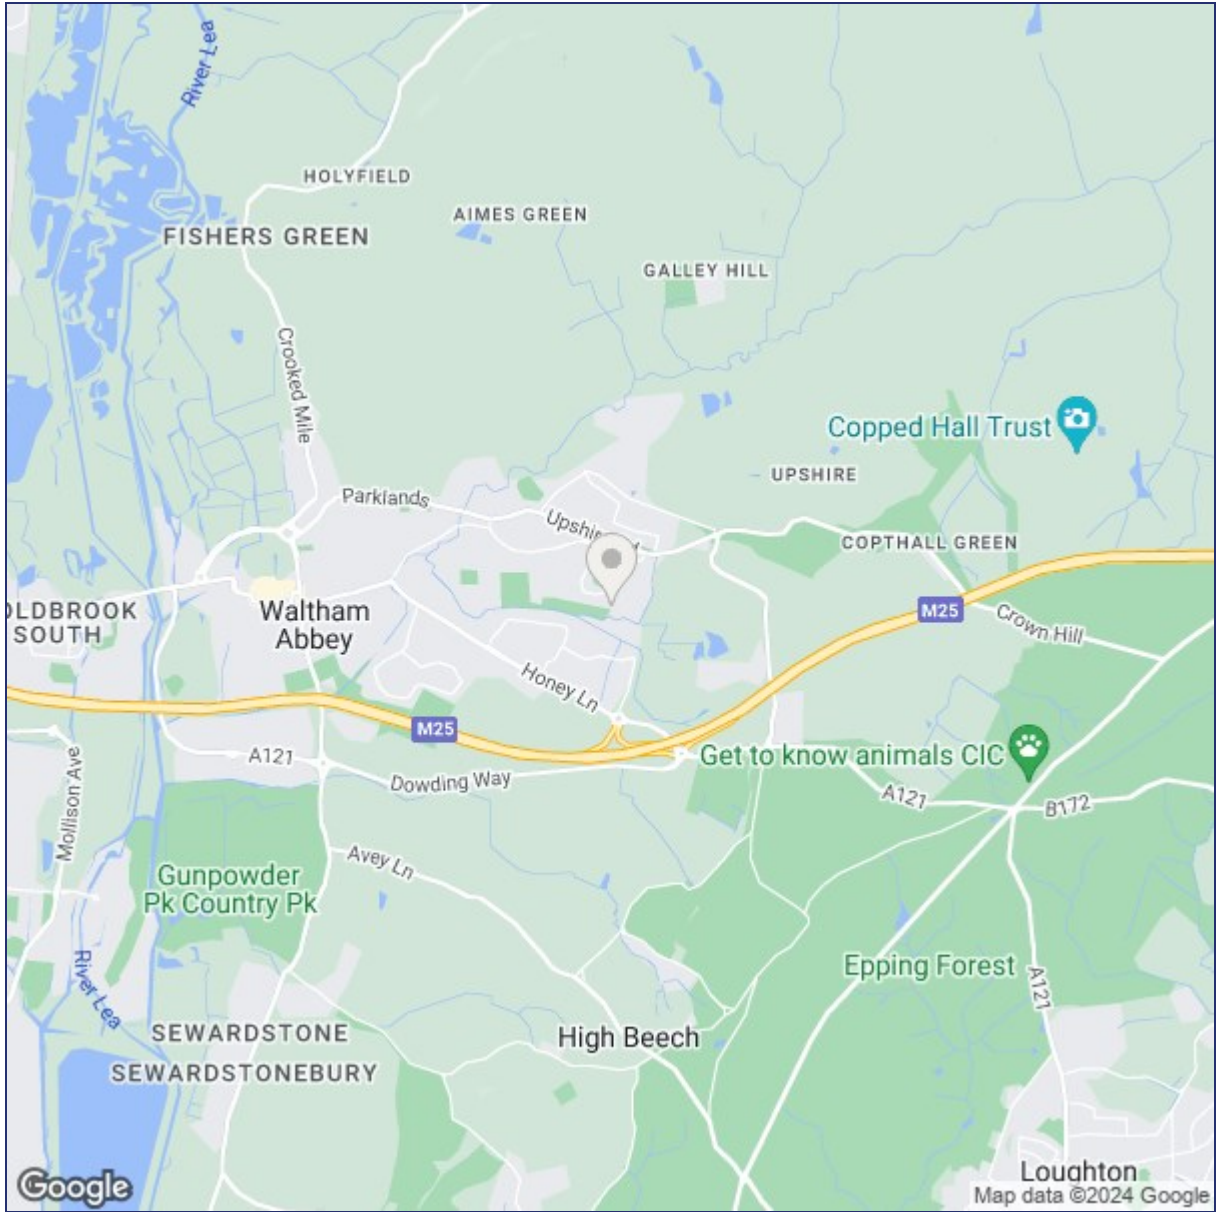 River Lea
HOLYFIELD
AIMES GREEN
FISHERS GREEN
GALLEY HILL
Crooked Mile
Copped Hall Trust
UPSHIRE
Parklands
COPTHALL GREEN
M25
OLDBROOK
SOUTH
Waltham
Abbey
Crown Hill
Honey Ln
M25
A121
Get to know animals CIC
Dowding Way
A121
B172
Mollison Ave
Avey Ln
Gunpowder
Pk Country Pk
River Lea
Epping Forest
A121
SEWARDSTONE
High Beech
SEWARDSTONEBURY
Loughton
Google
Map data ©2024 Google